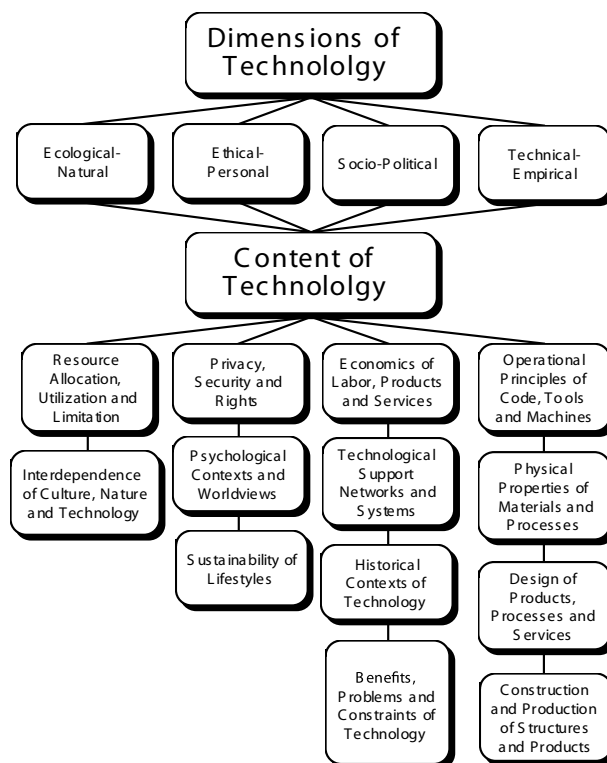 Dimensions of
Technololgy
Ecological-
Natural
Ethical-
Personal
Socio-Political
Technical-
Empirical
Content of
Technololgy
Resource
Allocation,
Utilization and
Limitation
Interdependence
of Culture, Nature
and Technology
Privacy,
Security and
Rights
Psychological
Contexts and
Worldviews
Sustainability of
Lifestyles
Economics of
Labor, Products
and Services
Technological
Support
Networks and
Systems
Historical
Contexts of
Technology
Benefits,
Problems and
Constraints of
Technology
Operational
Principles of
Code, Tools
and Machines
Physical
Properties of
Materials and
Processes
Design of
Products,
Processes and
Services
Construction
and Production
of Structures
and Products